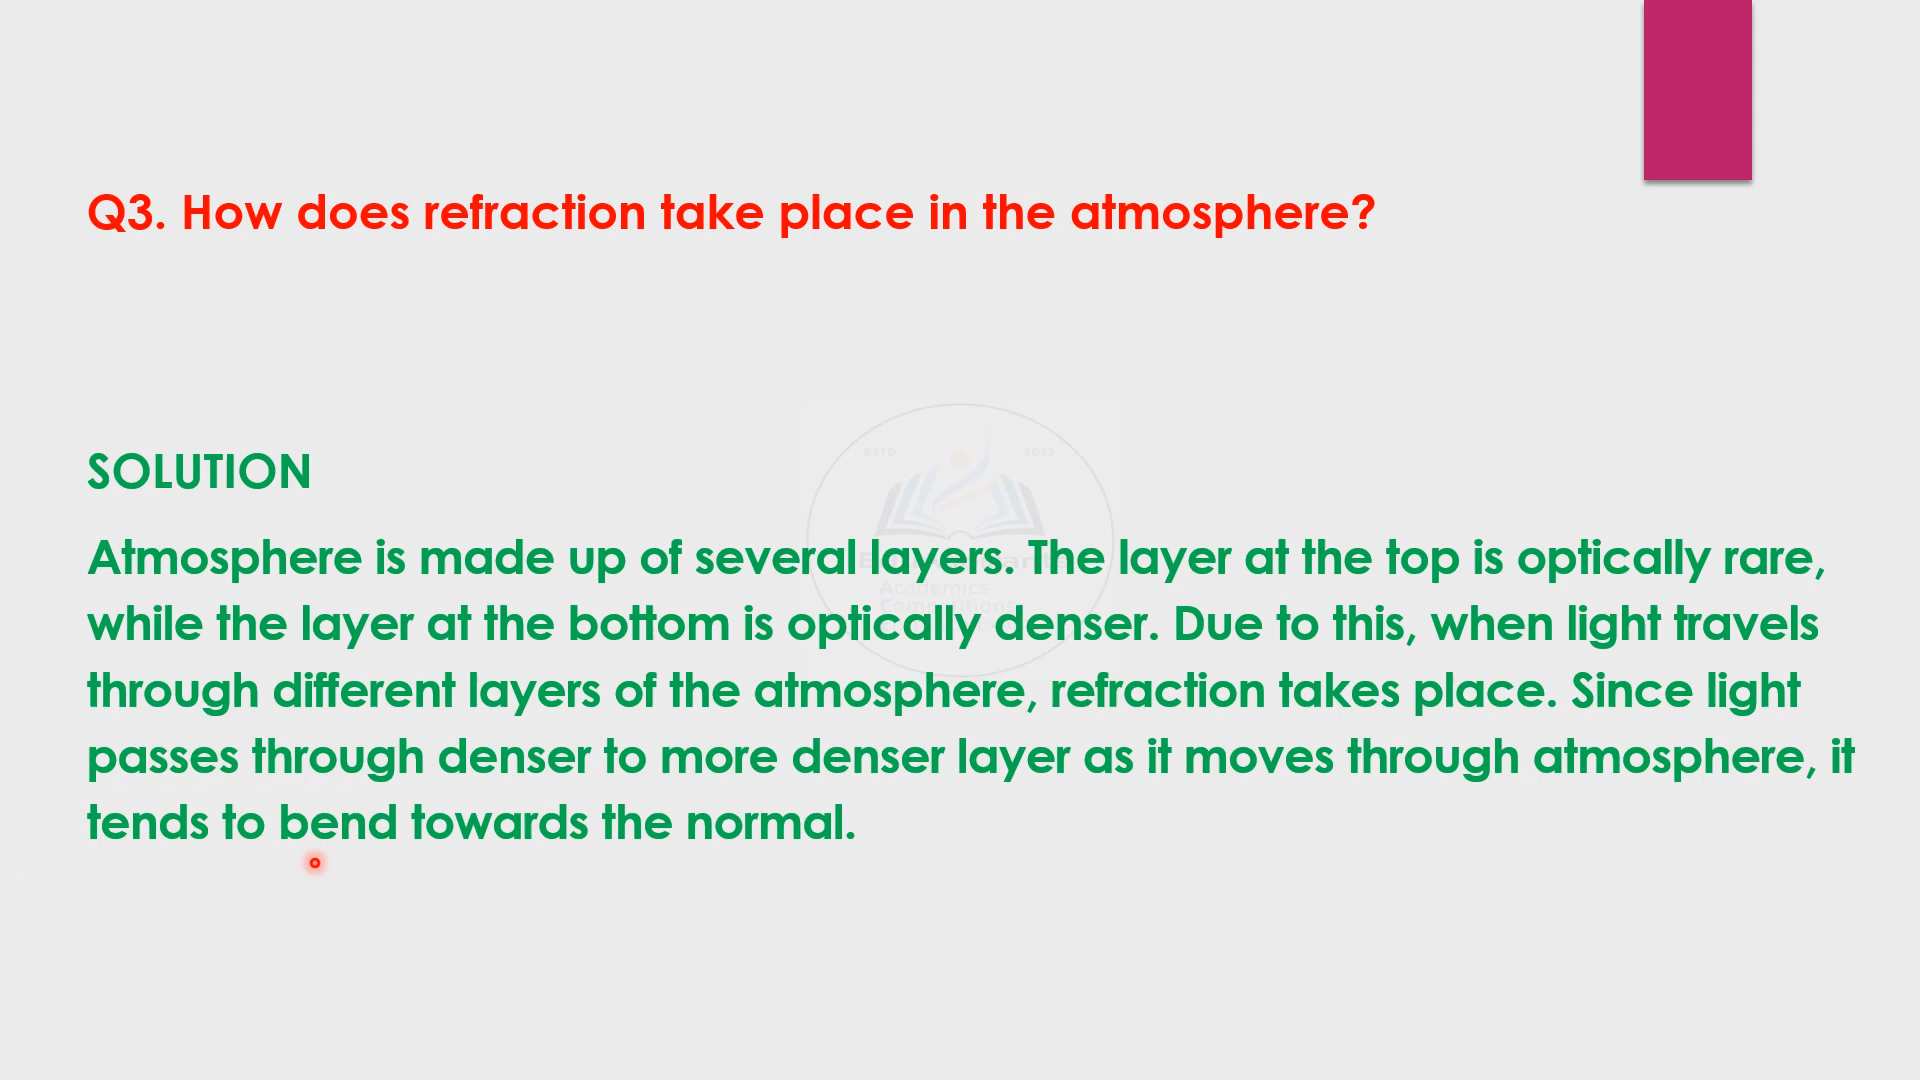 Q3. How does refraction take place in the atmosphere?
ESTD 2022
SOLUTION
Atmosphere is made up of several layers. The layer at the top is optically rare,
Academics
while the layer at the bottom is optically denser. Due to this, when light travels
through different layers of the atmosphere, refraction takes place. Since light
passes through denser to more denser layer as it moves through atmosphere, it
tends to bend towards the normal.